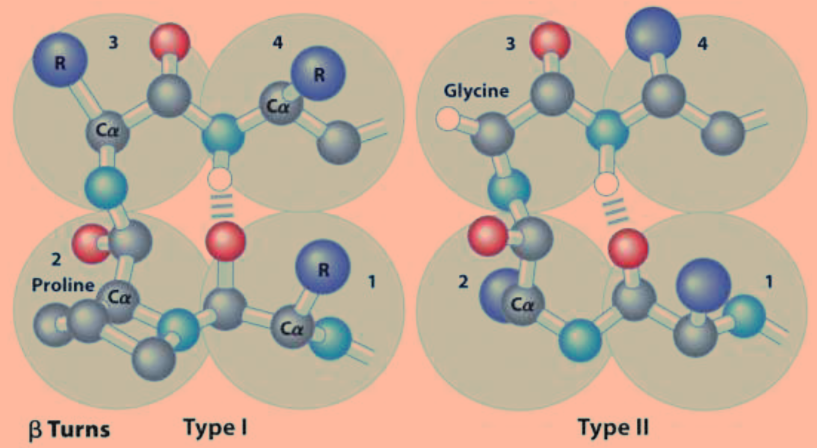 3
4
R
R
Cα
Cα
2
Proline
Cα
R
1
Cα
β Turns
Type I
3
4
Glycine
2
Cα
1
Type II